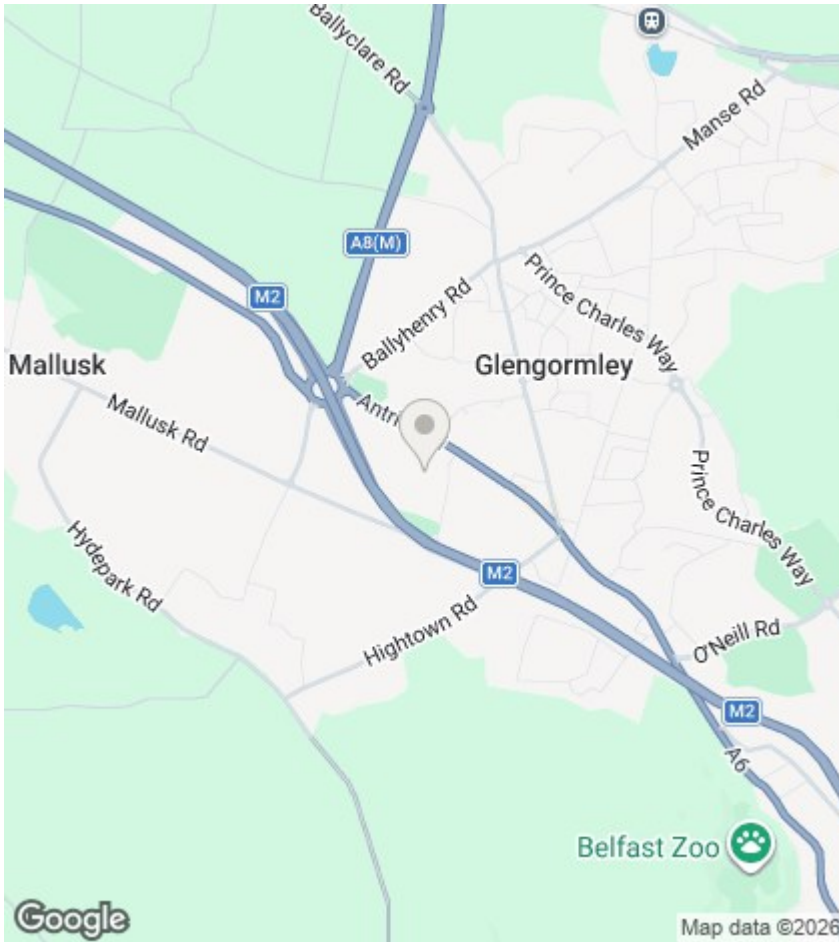 Ballyclare Rd
Manse Rd
A8(M)
M2
Ballyhenry Rd
Prince Charles Way
Mallusk
Glengormley
Antri
Mallusk Rd
Prince Charles Way
Hydepark Rd
M2
Hightown Rd
O'Neill Rd
M2
A6
Belfast Zoo
Google
Map data ©2026